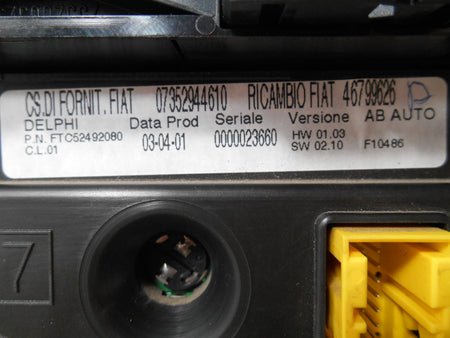 CS.DI FORNIT. FIAT 07352944610 RICAMBIO FIAT 46799626
DELPHI Data Prod Seriale Versione AB AUTO
P.N. FTC52492080 03-04-01 0000023660 HW 01.03
C.L.01 SW 02.10 F10486
7